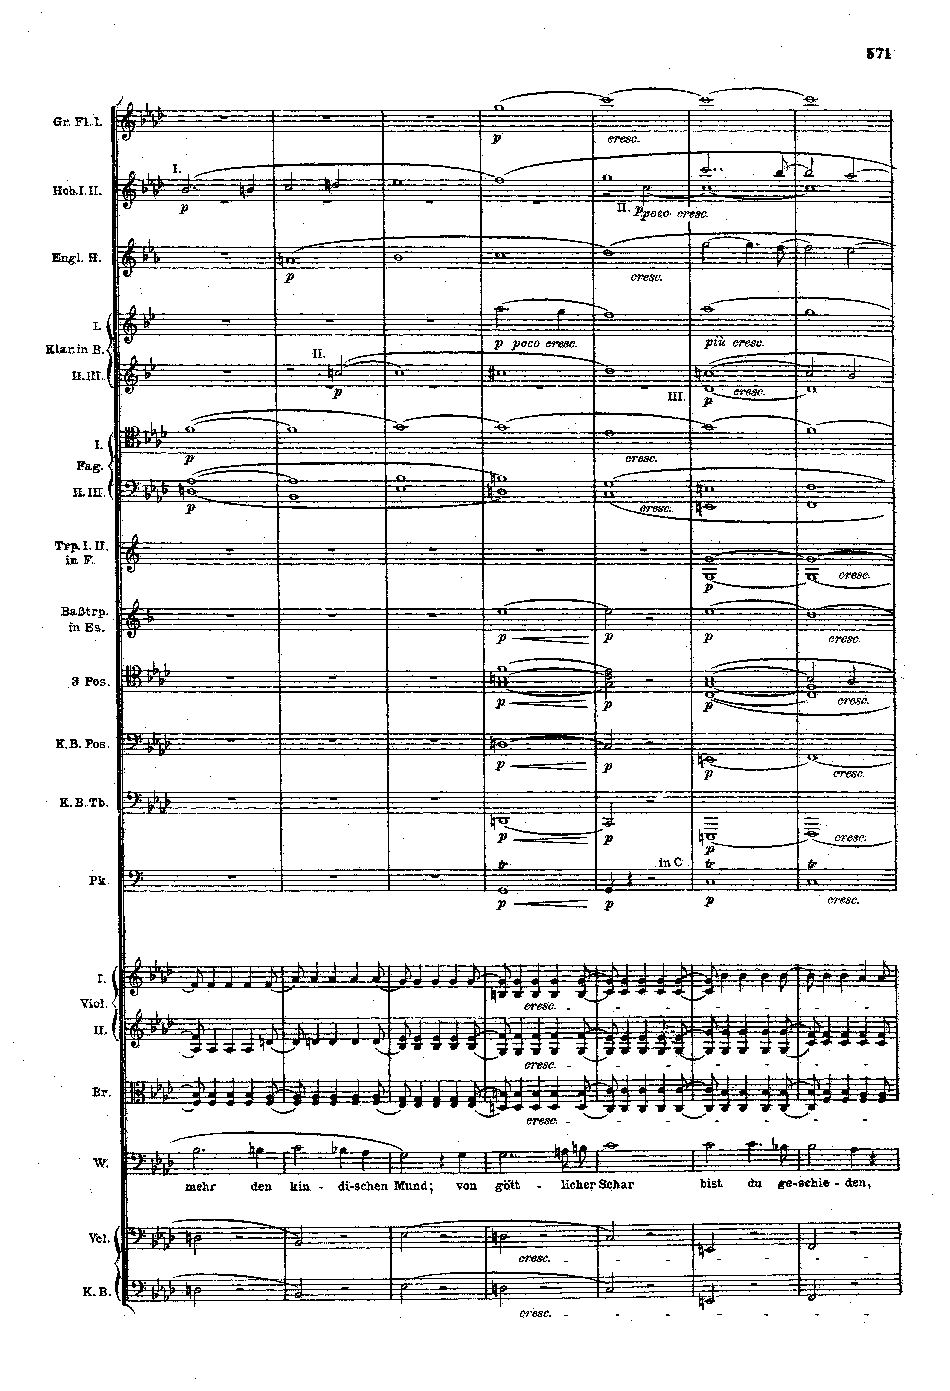 571
Gr. Fl. I.
p cresc.
Hob. I. II.
I.
p
II. p poco cresc.
Engl. H.
p cresc.
I.
p poco cresc. più cresc.
Klar. in B.
II. III.
II.
p III. p cresc.
I.
p cresc.
Fag.
II. III.
p cresc.
Trp. I. II.
in F.
p cresc.
Baßtrp.
in Es.
p p p cresc.
3 Pos.
p p p cresc.
K. B. Pos.
p p p cresc.
K. B. Tb.
p p p cresc.
Pk.
tr in C tr tr
p p p cresc.
I.
cresc.
Viol.
II.
cresc.
Br.
cresc.
W.
mehr den kin - di-schen Mund; von gött - licher Schar bist du ge-schie - den,
Vcl.
cresc.
K. B.
cresc.